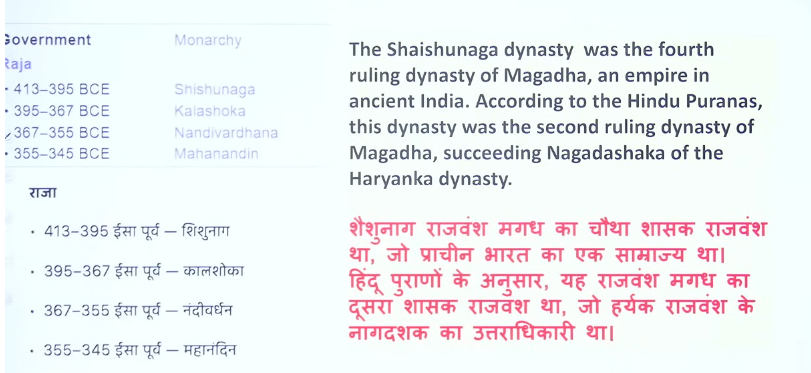 Government Monarchy
Raja
• 413–395 BCE Shishunaga
• 395–367 BCE Kalashoka
• 367–355 BCE Nandivardhana
• 355–345 BCE Mahanandin
राजा
• 413–395 ईसा पूर्व — शिशुनाग
• 395–367 ईसा पूर्व — कालशोका
• 367–355 ईसा पूर्व — नंदीवर्धन
• 355–345 ईसा पूर्व — महानंदिन
The Shaishunaga dynasty was the fourth
ruling dynasty of Magadha, an empire in
ancient India. According to the Hindu Puranas,
this dynasty was the second ruling dynasty of
Magadha, succeeding Nagadashaka of the
Haryanka dynasty.
शैशुनाग राजवंश मगध का चौथा शासक राजवंश
था, जो प्राचीन भारत का एक साम्राज्य था।
हिंदू पुराणों के अनुसार, यह राजवंश मगध का
दूसरा शासक राजवंश था, जो हर्यक राजवंश के
नागदशक का उत्तराधिकारी था।